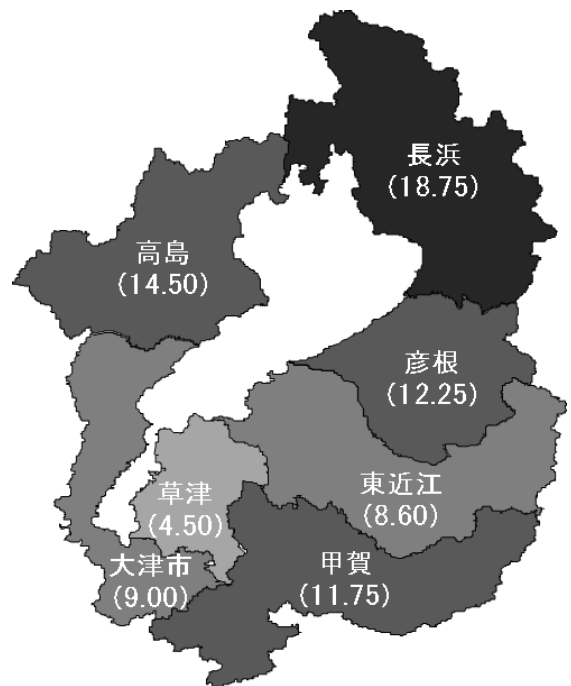 長浜
(18.75)
高島
(14.50)
彦根
(12.25)
東近江
(8.60)
草津
(4.50)
大津市
(9.00)
甲賀
(11.75)